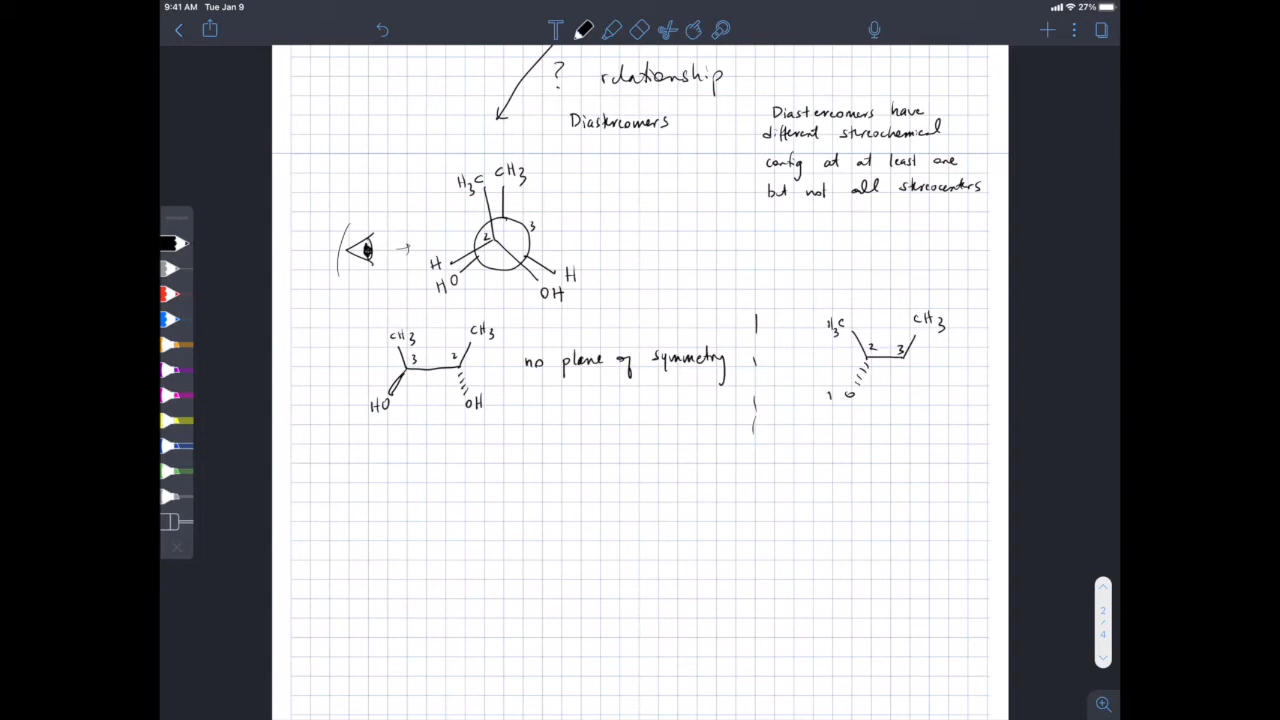 9:41 AM Tue Jan 9
27%
? relationship
Diastereomers
Diastereomers have
different stereochemical
config at at least one
but not all stereocenters
H3C CH3
2 3
H H
HO OH
CH3 CH3
3 2
HO OH
no plane of symmetry
H3C CH3
2 3
2
/
4